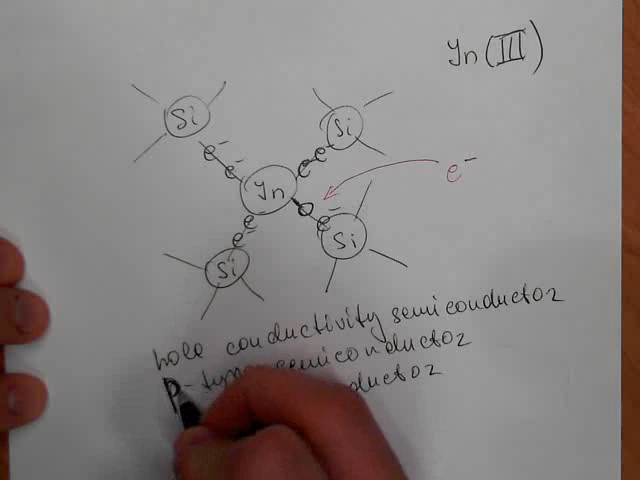 In (III)
Si
Si
e⁻
e⁻
e
e
e⁻
In
e⁻
e⁻
e⁻
Si
Si
hole conductivity semiconductor
p-type semiconductor